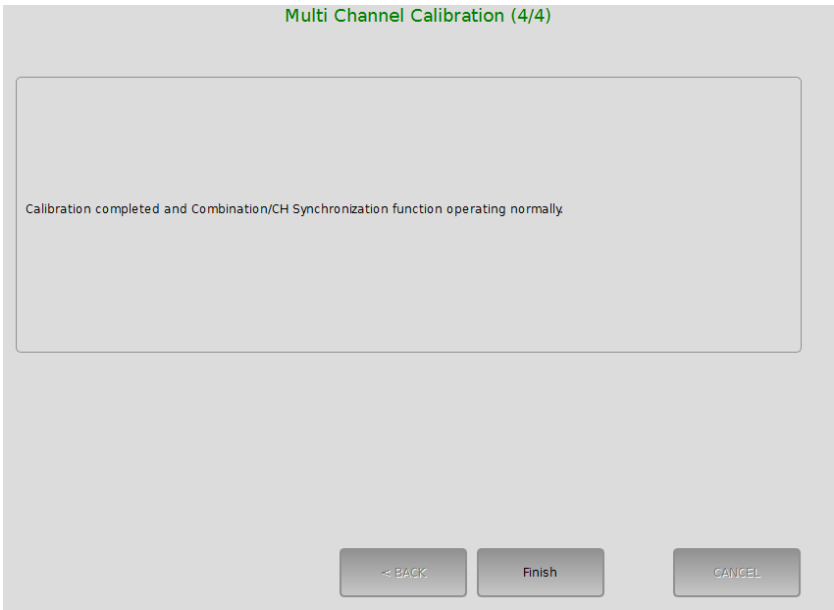 Multi Channel Calibration (4/4)
Calibration completed and Combination/CH Synchronization function operating normally.
< BACK
Finish
CANCEL